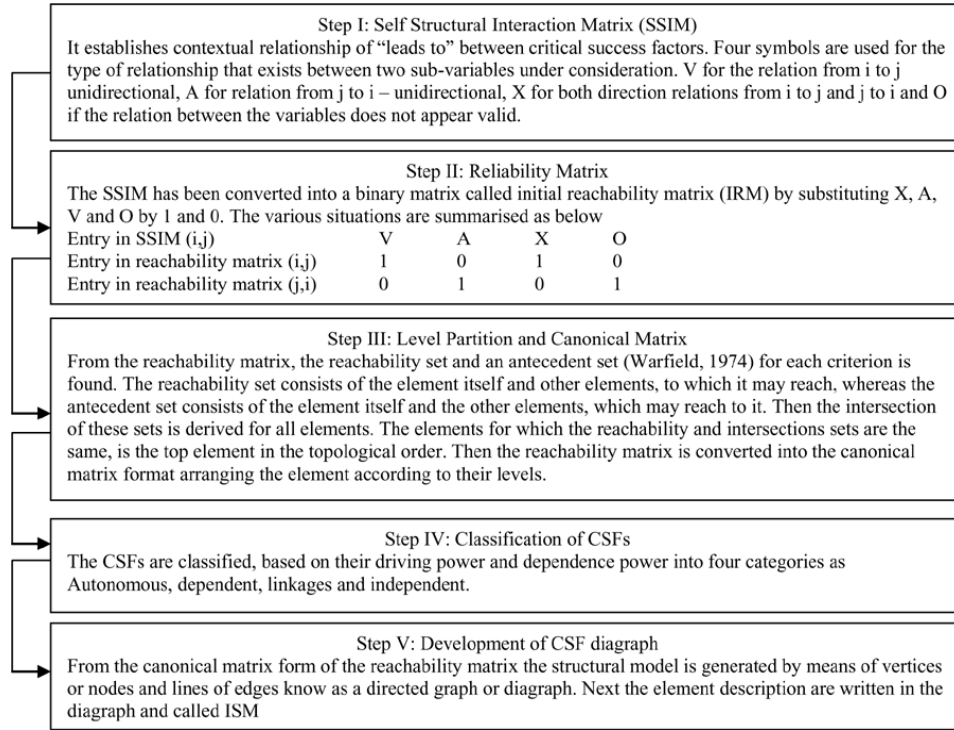 Step I: Self Structural Interaction Matrix (SSIM)
It establishes contextual relationship of “leads to” between critical success factors. Four symbols are used for the
type of relationship that exists between two sub-variables under consideration. V for the relation from i to j
unidirectional, A for relation from j to i – unidirectional, X for both direction relations from i to j and j to i and O
if the relation between the variables does not appear valid.
Step II: Reliability Matrix
The SSIM has been converted into a binary matrix called initial reachability matrix (IRM) by substituting X, A,
V and O by 1 and 0. The various situations are summarised as below
Entry in SSIM (i,j) V A X O
Entry in reachability matrix (i,j) 1 0 1 0
Entry in reachability matrix (j,i) 0 1 0 1
Step III: Level Partition and Canonical Matrix
From the reachability matrix, the reachability set and an antecedent set (Warfield, 1974) for each criterion is
found. The reachability set consists of the element itself and other elements, to which it may reach, whereas the
antecedent set consists of the element itself and the other elements, which may reach to it. Then the intersection
of these sets is derived for all elements. The elements for which the reachability and intersections sets are the
same, is the top element in the topological order. Then the reachability matrix is converted into the canonical
matrix format arranging the element according to their levels.
Step IV: Classification of CSFs
The CSFs are classified, based on their driving power and dependence power into four categories as
Autonomous, dependent, linkages and independent.
Step V: Development of CSF diagraph
From the canonical matrix form of the reachability matrix the structural model is generated by means of vertices
or nodes and lines of edges know as a directed graph or diagraph. Next the element description are written in the
diagraph and called ISM